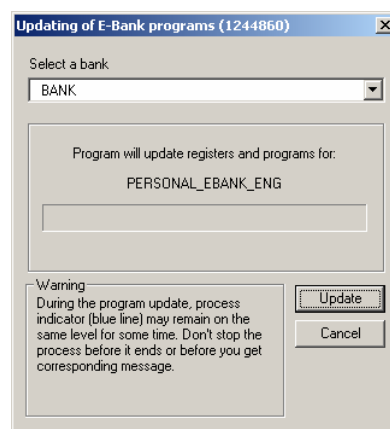 Updating of E-Bank programs (1244860)
Select a bank
BANK
Program will update registers and programs for:
PERSONAL_EBANK_ENG
Warning
During the program update, process
indicator (blue line) may remain on the
same level for some time. Don't stop the
process before it ends or before you get
corresponding message.
Update
Cancel